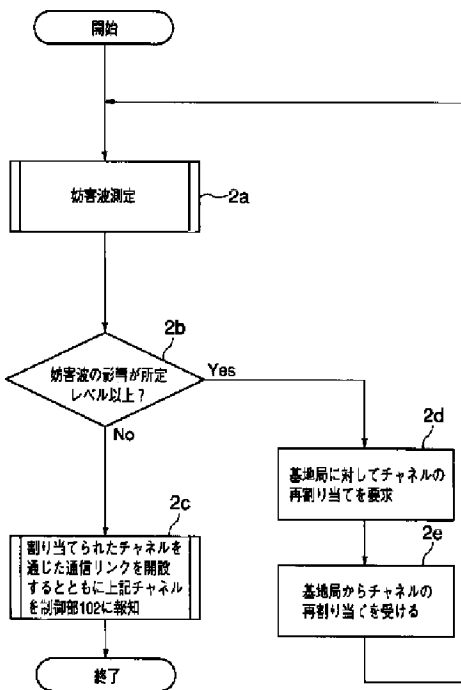 開始
妨害波測定
2a
2b
妨害波の影響が所定
レベル以上？
Yes
No
2d
基地局に対してチャネルの
再割り当てを要求
2c
割り当てられたチャネルを
通じた通信リンクを開設
するとともに上記チャネル
を制御部102に報知
2e
基地局からチャネルの
再割り当てを受ける
終了